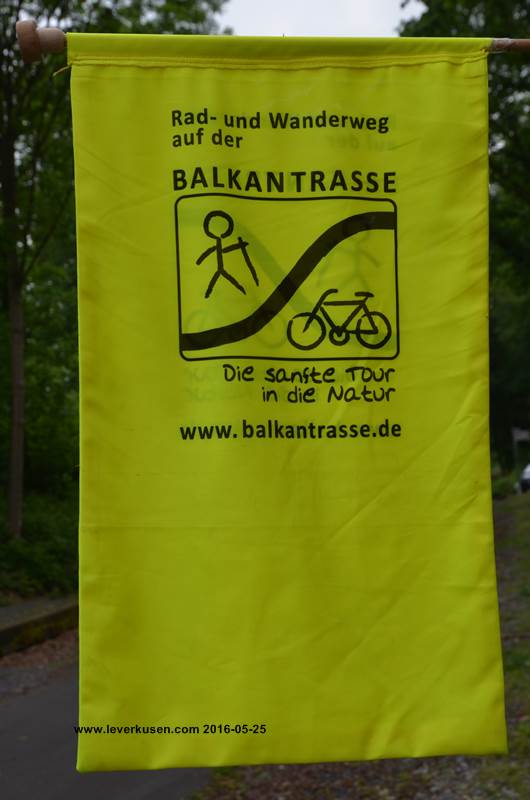 Rad- und Wanderweg
auf der
BALKANTRASSE
Die sanfte Tour
in die Natur
www.balkantrasse.de
www.leverkusen.com 2016-05-25